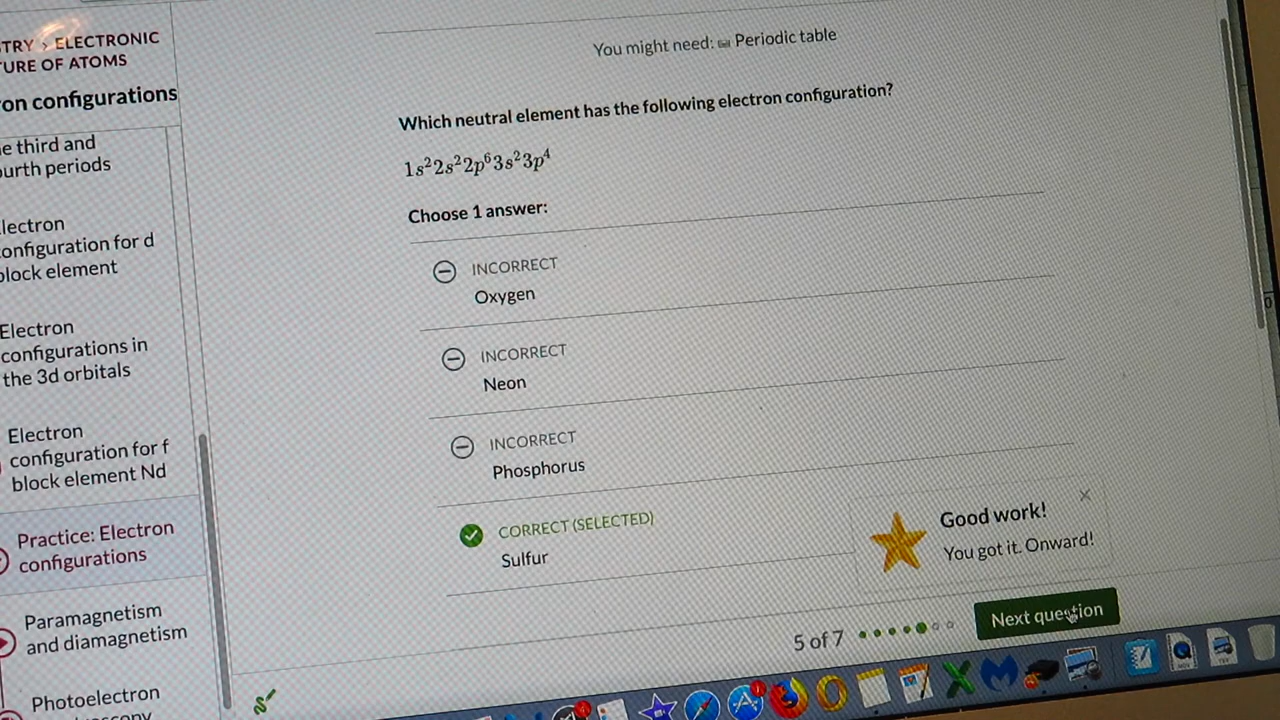 TRY > ELECTRONIC
URE OF ATOMS
on configurations
e third and
urth periods
lectron
onfiguration for d
block element
Electron
configurations in
the 3d orbitals
Electron
configuration for f
block element Nd
Practice: Electron
configurations
Paramagnetism
and diamagnetism
Photoelectron
You might need: Periodic table
Which neutral element has the following electron configuration?
1s²2s²2p⁶3s²3p⁴
Choose 1 answer:
INCORRECT
Oxygen
INCORRECT
Neon
INCORRECT
Phosphorus
CORRECT (SELECTED)
Sulfur
Good work!
You got it. Onward!
5 of 7
Next question